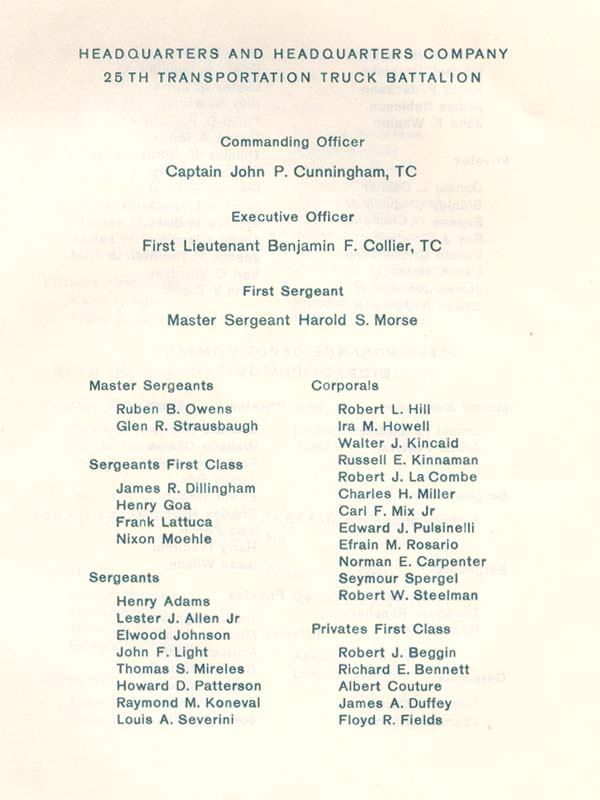 HEADQUARTERS AND HEADQUARTERS COMPANY
25 TH TRANSPORTATION TRUCK BATTALION
Commanding Officer
Captain John P. Cunningham, TC
Executive Officer
First Lieutenant Benjamin F. Collier, TC
First Sergeant
Master Sergeant Harold S. Morse
Master Sergeants
Ruben B. Owens
Glen R. Strausbaugh
Sergeants First Class
James R. Dillingham
Henry Goa
Frank Lattuca
Nixon Moehle
Sergeants
Henry Adams
Lester J. Allen Jr
Elwood Johnson
John F. Light
Thomas S. Mireles
Howard D. Patterson
Raymond M. Koneval
Louis A. Severini
Corporals
Robert L. Hill
Ira M. Howell
Walter J. Kincaid
Russell E. Kinnaman
Robert J. La Combe
Charles H. Miller
Carl F. Mix Jr
Edward J. Pulsinelli
Efrain M. Rosario
Norman E. Carpenter
Seymour Spergel
Robert W. Steelman
Privates First Class
Robert J. Beggin
Richard E. Bennett
Albert Couture
James A. Duffey
Floyd R. Fields